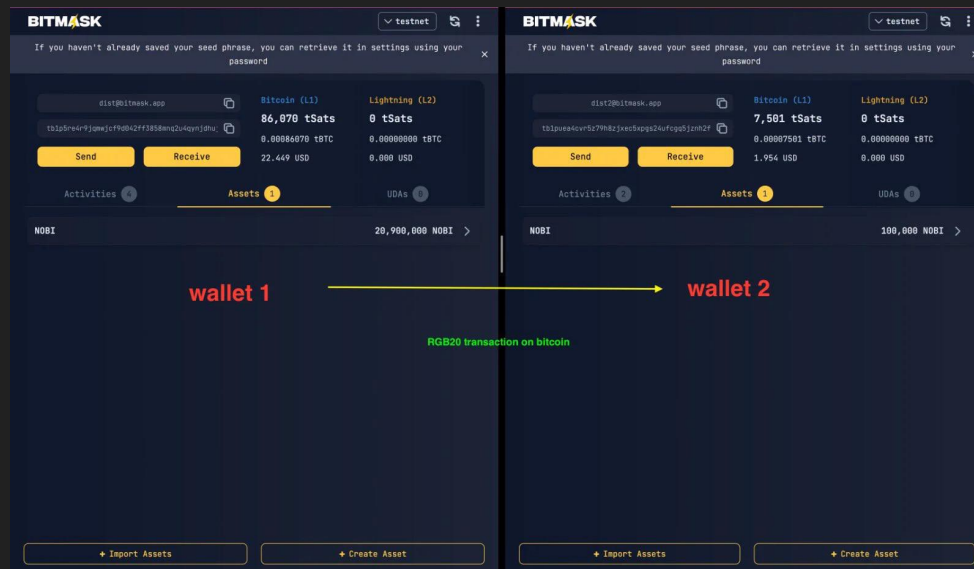 BITMASK
testnet
If you haven't already saved your seed phrase, you can retrieve it in settings using your
password
dist@bitmask.app
Bitcoin (L1)
Lightning (L2)
86,070 tSats
0 tSats
0.00086070 tBTC
0.00000000 tBTC
22.449 USD
0.000 USD
Send
Receive
Activities 4
Assets 1
UDAs 0
NOBI
20,900,000 NOBI
wallet 1
+ Import Assets
+ Create Asset
BITMASK
testnet
If you haven't already saved your seed phrase, you can retrieve it in settings using your
password
dist2@bitmask.app
Bitcoin (L1)
Lightning (L2)
7,501 tSats
0 tSats
0.00007501 tBTC
0.00000000 tBTC
1.954 USD
0.000 USD
Send
Receive
Activities 2
Assets 1
UDAs 0
NOBI
100,000 NOBI
wallet 2
RGB20 transaction on bitcoin
+ Import Assets
+ Create Asset